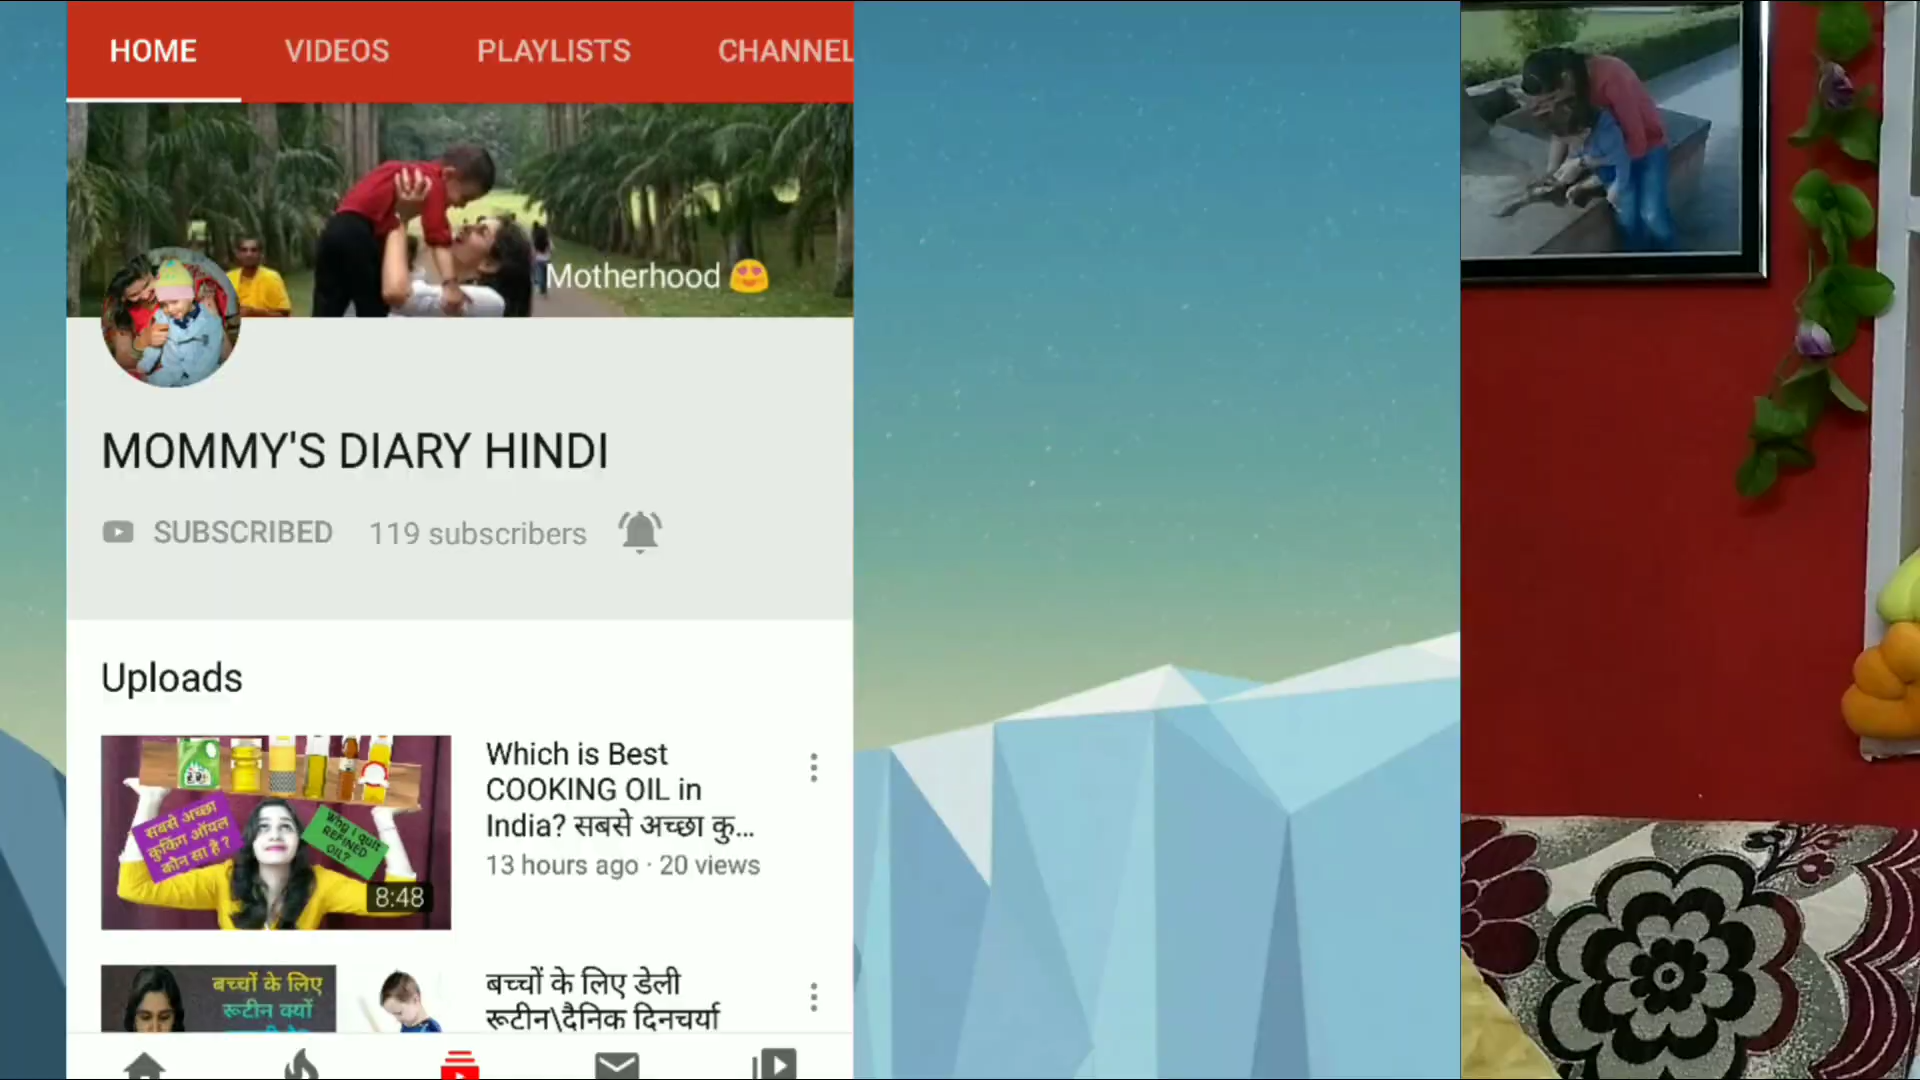 HOME VIDEOS PLAYLISTS CHANNEL
Motherhood
MOMMY'S DIARY HINDI
SUBSCRIBED 119 subscribers
Uploads
Which is Best
COOKING OIL in
India? सबसे अच्छा कु...
13 hours ago · 20 views
सबसे अच्छा
कुकिंग ऑयल
कौन सा है ?
Why I quit
REFINED
OIL?
8:48
बच्चों के लिए डेली
रूटीन\दैनिक दिनचर्या
बच्चों के लिए
रूटीन क्यों